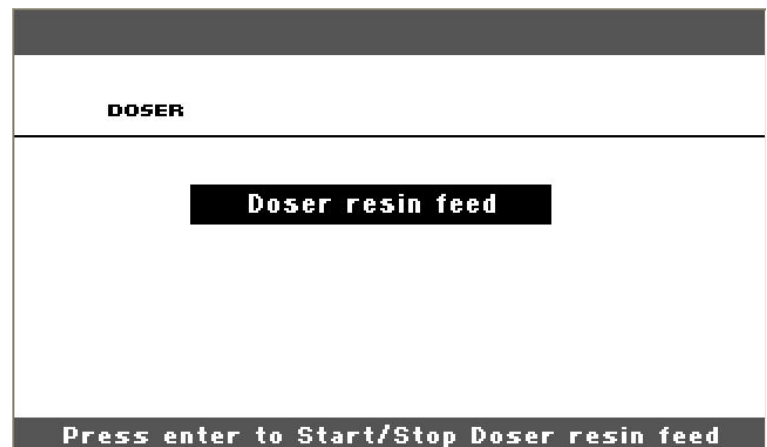 DOSER
Doser resin feed
Press enter to Start/Stop Doser resin feed